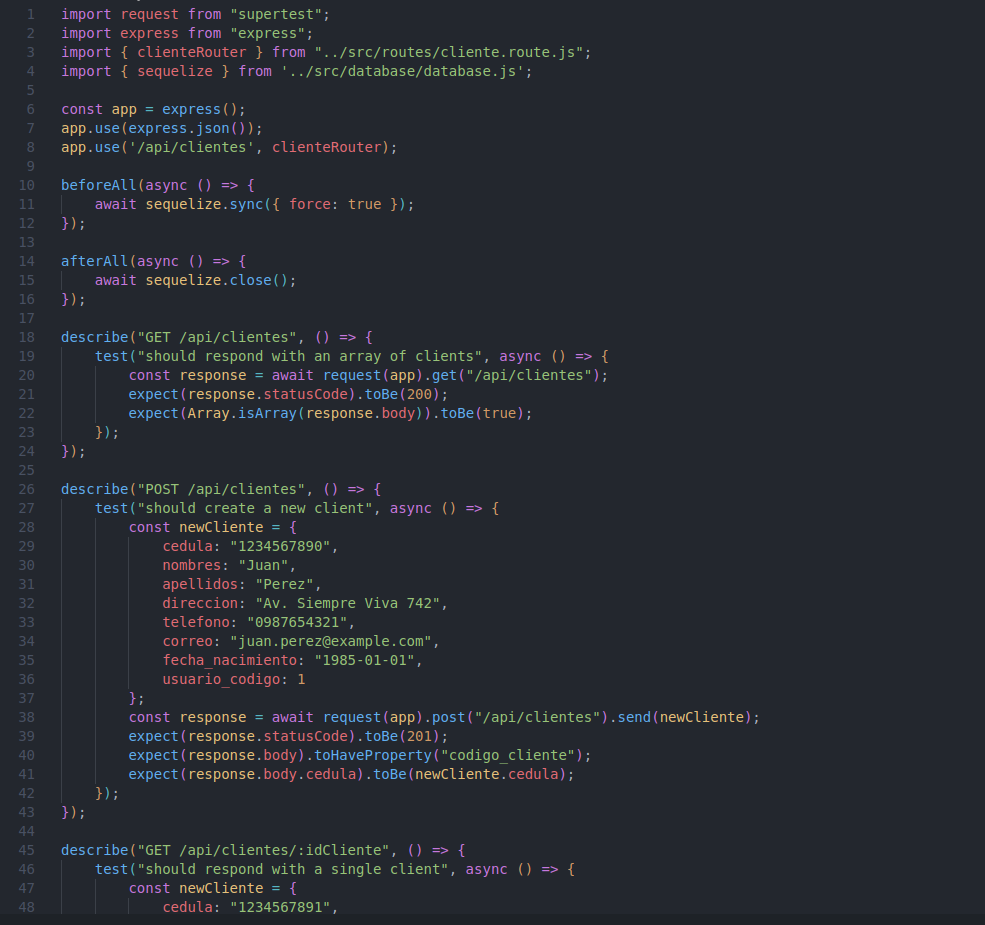 1 import request from "supertest";
2 import express from "express";
3 import { clienteRouter } from "../src/routes/cliente.route.js";
4 import { sequelize } from '../src/database/database.js';
5
6 const app = express();
7 app.use(express.json());
8 app.use('/api/clientes', clienteRouter);
9
10 beforeAll(async () => {
11     await sequelize.sync({ force: true });
12 });
13
14 afterAll(async () => {
15     await sequelize.close();
16 });
17
18 describe("GET /api/clientes", () => {
19     test("should respond with an array of clients", async () => {
20         const response = await request(app).get("/api/clientes");
21         expect(response.statusCode).toBe(200);
22         expect(Array.isArray(response.body)).toBe(true);
23     });
24 });
25
26 describe("POST /api/clientes", () => {
27     test("should create a new client", async () => {
28         const newCliente = {
29             cedula: "1234567890",
30             nombres: "Juan",
31             apellidos: "Perez",
32             direccion: "Av. Siempre Viva 742",
33             telefono: "0987654321",
34             correo: "juan.perez@example.com",
35             fecha_nacimiento: "1985-01-01",
36             usuario_codigo: 1
37         };
38         const response = await request(app).post("/api/clientes").send(newCliente);
39         expect(response.statusCode).toBe(201);
40         expect(response.body).toHaveProperty("codigo_cliente");
41         expect(response.body.cedula).toBe(newCliente.cedula);
42     });
43 });
44
45 describe("GET /api/clientes/:idCliente", () => {
46     test("should respond with a single client", async () => {
47         const newCliente = {
48             cedula: "1234567891",